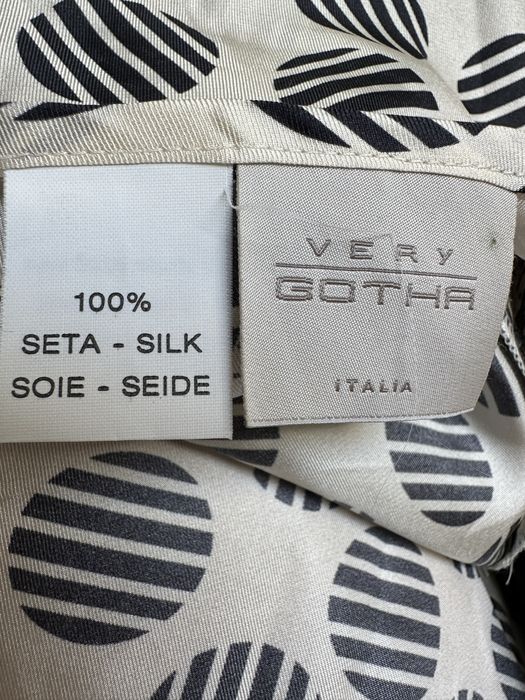 100%
SETA - SILK
SOIE - SEIDE
VERy
GOTHA
ITALIA